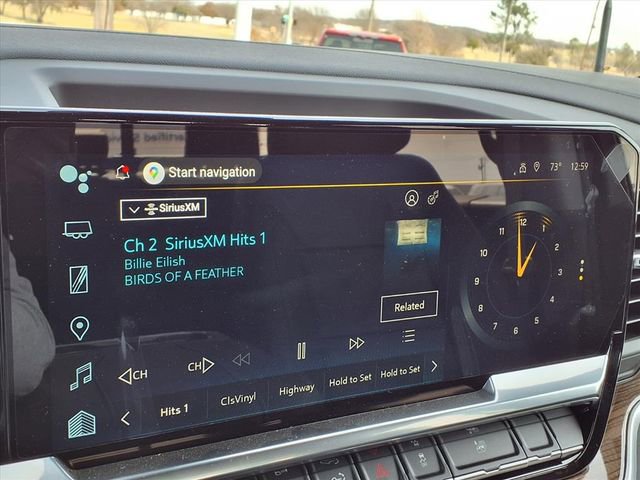 Certified Servi
Start navigation
73° 12:59
SiriusXM
Ch 2 SiriusXM Hits 1
Billie Eilish
BIRDS OF A FEATHER
Related
CH
CH
Hits 1
ClsVinyl
Highway
Hold to Set
Hold to Set
12
1
2
3
4
5
6
7
8
9
10
11